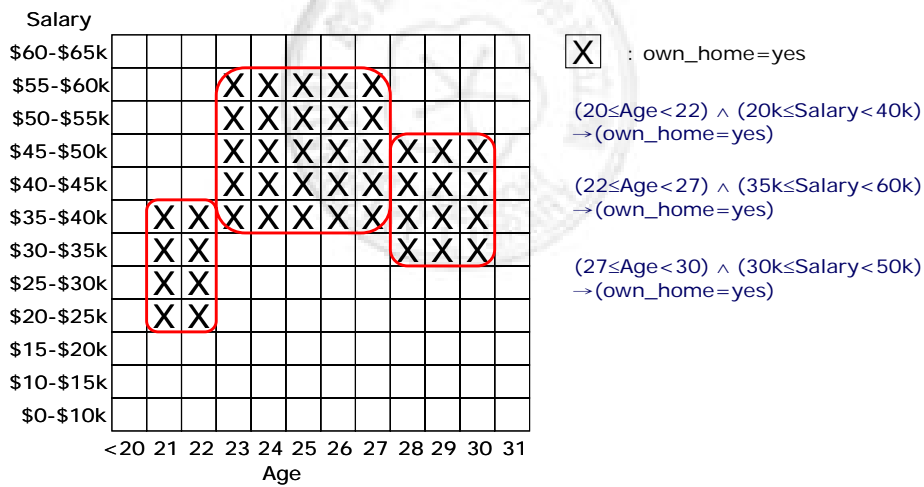 Salary
$60-$65k
$55-$60k X X X X X
$50-$55k X X X X X
$45-$50k X X X X X X X X
$40-$45k X X X X X X X X
$35-$40k X X X X X X X X X X
$30-$35k X X X X X
$25-$30k X X
$20-$25k X X
$15-$20k
$10-$15k
$0-$10k
<20 21 22 23 24 25 26 27 28 29 30 31
Age
X : own_home=yes
(20≤Age<22) ∧ (20k≤Salary<40k)
→(own_home=yes)
(22≤Age<27) ∧ (35k≤Salary<60k)
→(own_home=yes)
(27≤Age<30) ∧ (30k≤Salary<50k)
→(own_home=yes)